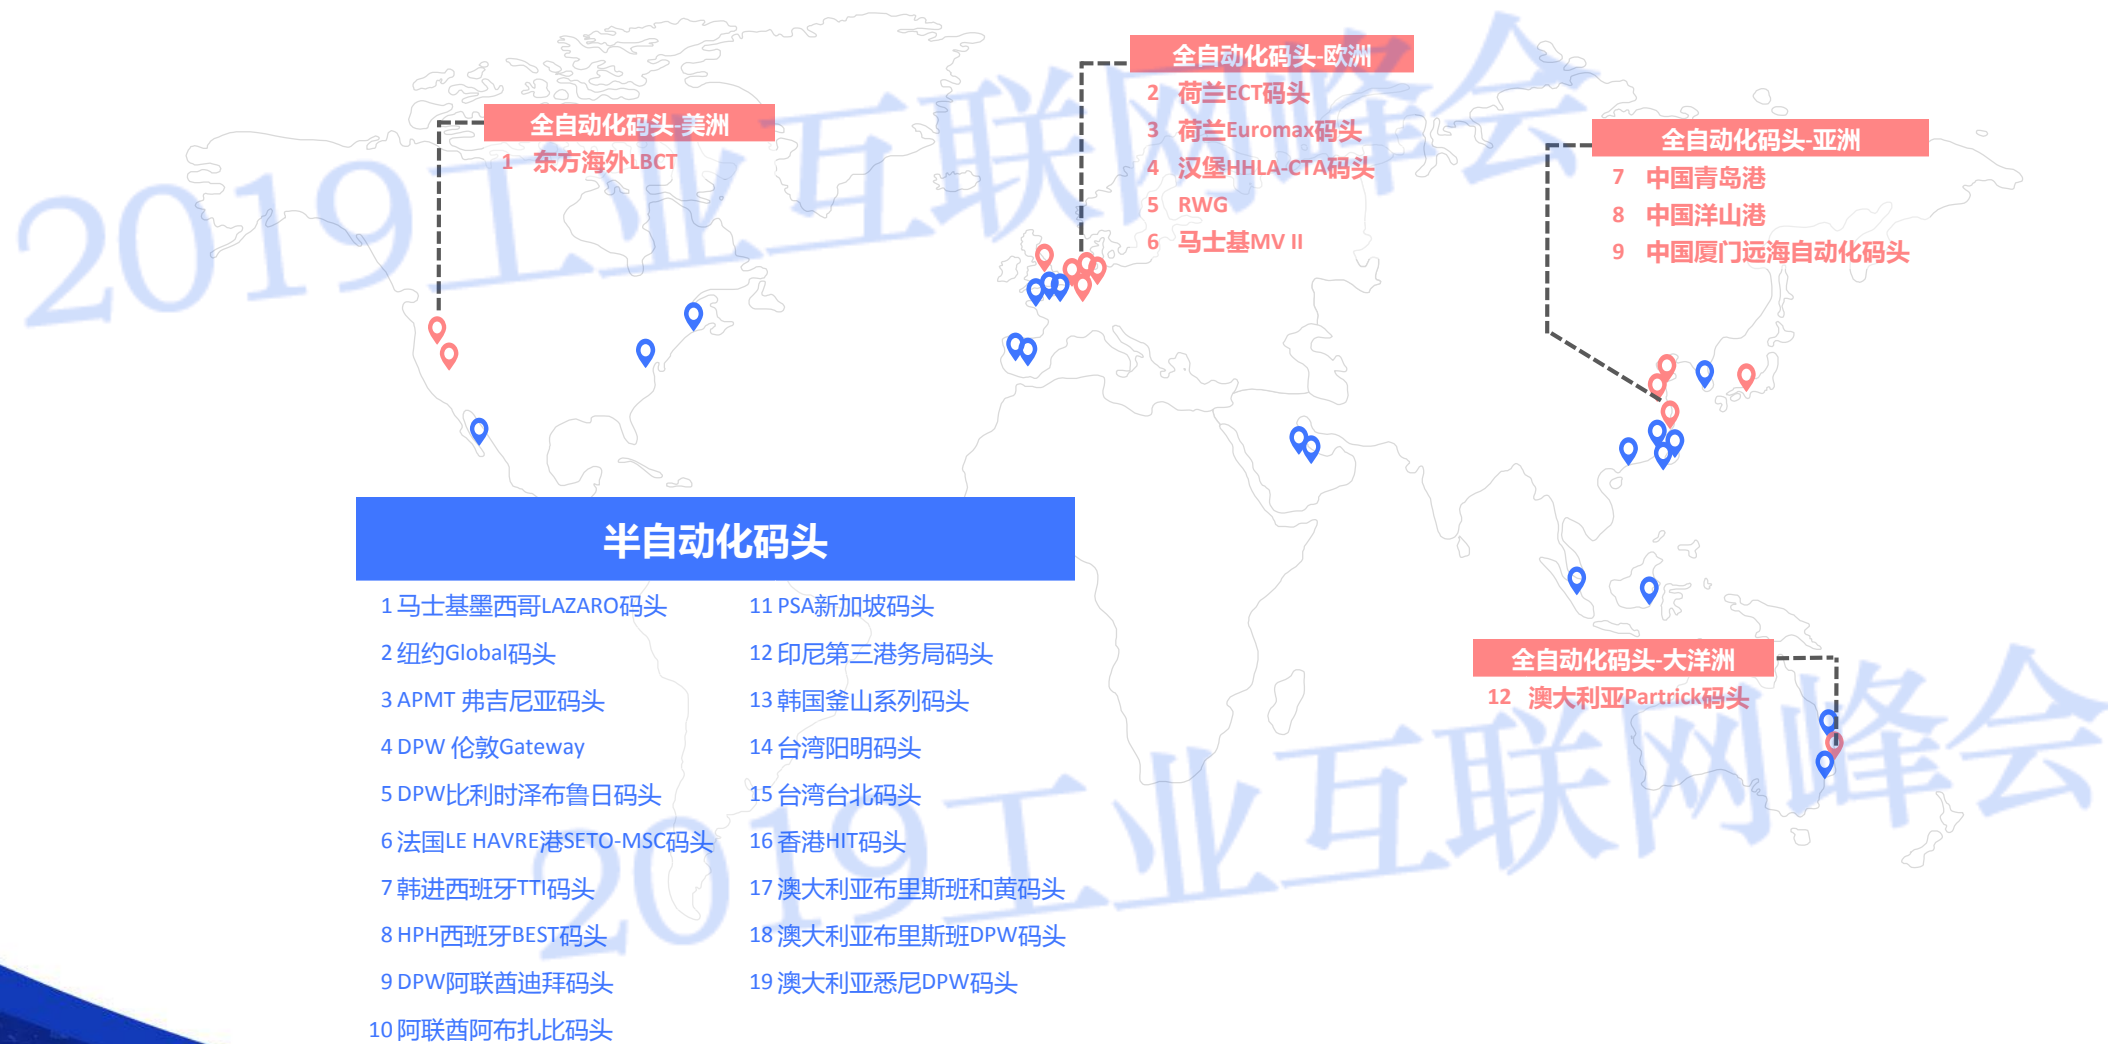 2019工业互联网峰会
全自动化码头-美洲
1 东方海外LBCT
全自动化码头-欧洲
2 荷兰ECT码头
3 荷兰Euromax码头
4 汉堡HHLA-CTA码头
5 RWG
6 马士基MV II
全自动化码头-亚洲
7 中国青岛港
8 中国洋山港
9 中国厦门远海自动化码头
半自动化码头
1 马士基墨西哥LAZARO码头
2 纽约Global码头
3 APMT 弗吉尼亚码头
4 DPW 伦敦Gateway
5 DPW比利时泽布鲁日码头
6 法国LE HAVRE港SETO-MSC码头
7 韩进西班牙TTI码头
8 HPH西班牙BEST码头
9 DPW阿联酋迪拜码头
10 阿联酋阿布扎比码头
11 PSA新加坡码头
12 印尼第三港务局码头
13 韩国釜山系列码头
14 台湾阳明码头
15 台湾台北码头
16 香港HIT码头
17 澳大利亚布里斯班和黄码头
18 澳大利亚布里斯班DPW码头
19 澳大利亚悉尼DPW码头
全自动化码头-大洋洲
12 澳大利亚Partrick码头
2019工业互联网峰会